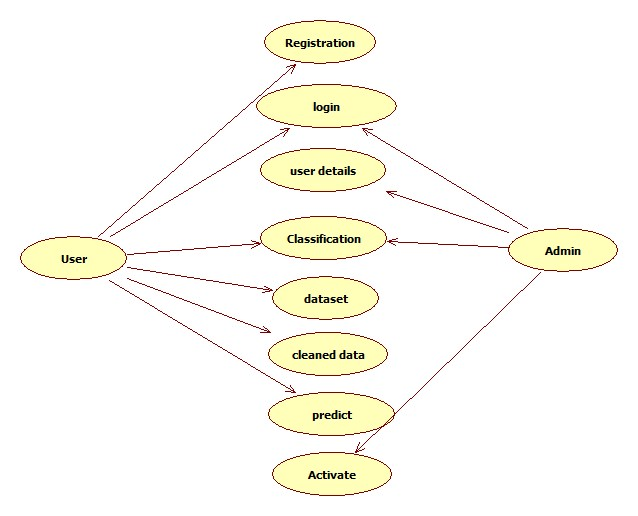 Registration
login
user details
Classification
User
Admin
dataset
cleaned data
predict
Activate